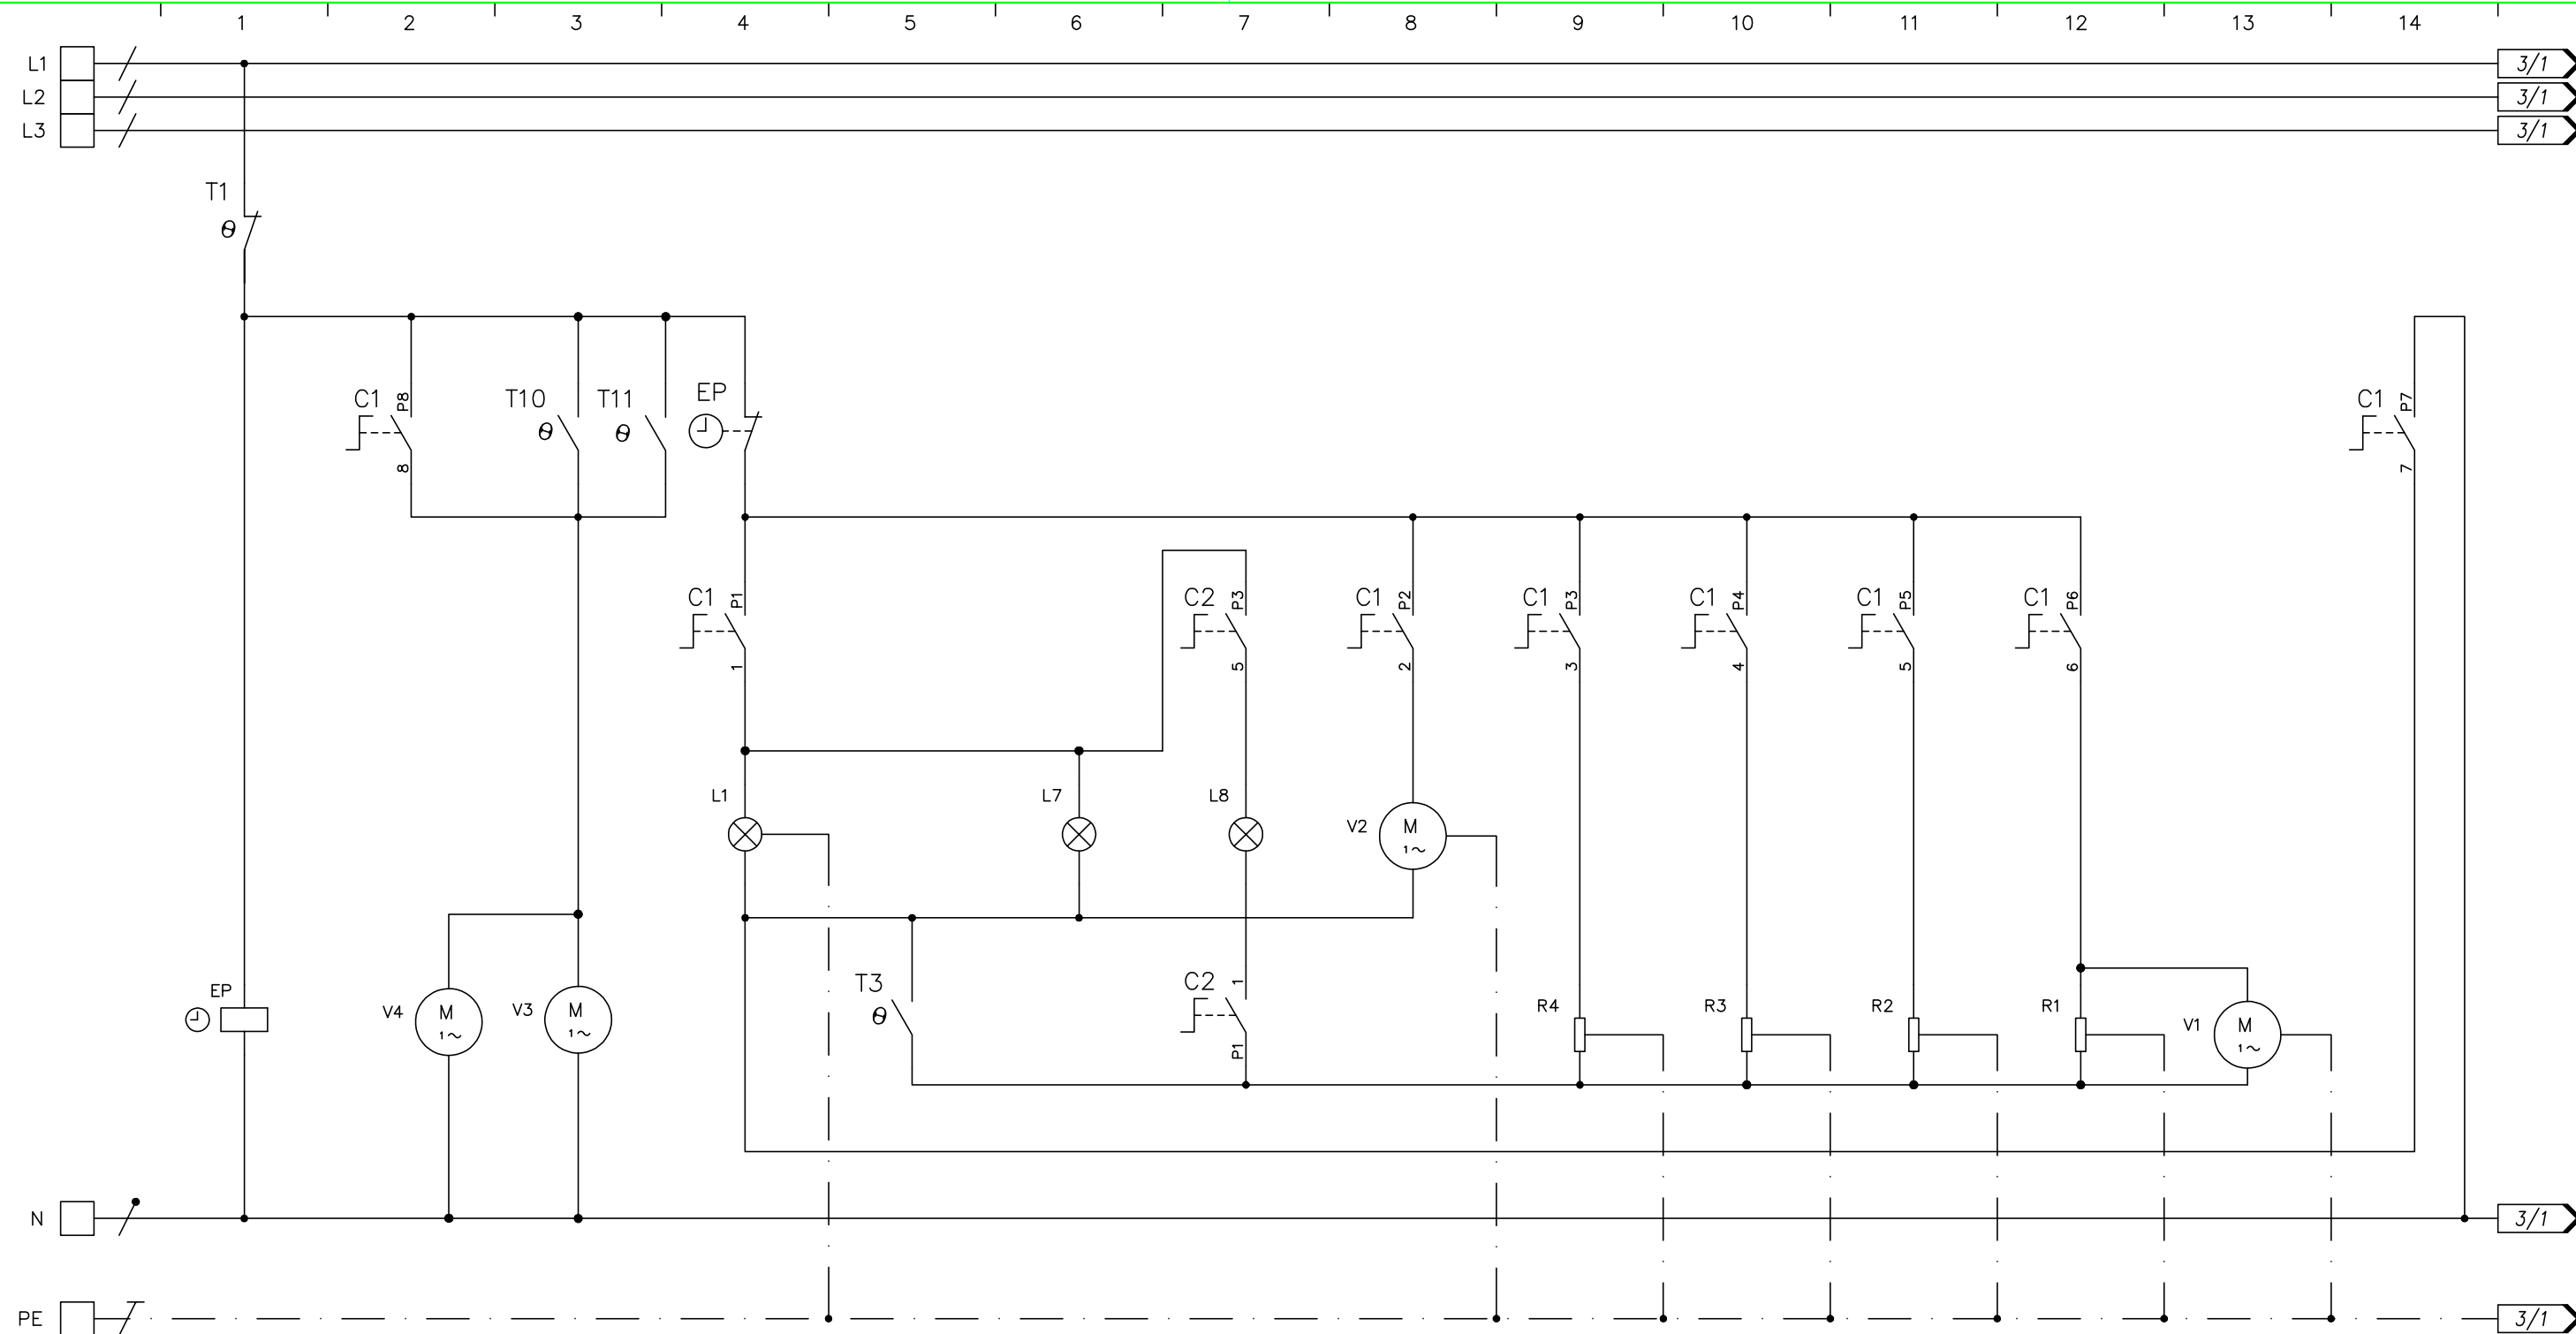 1 2 3 4 5 6 7 8 9 10 11 12 13 14
L1 3/1
L2 3/1
L3 3/1
T1
θ
C1 P8 T10 T11 EP C1 P7
θ θ
8 7
C1 P1 C2 P3 C1 P2 C1 P3 C1 P4 C1 P5 C1 P6
1 5 2 3 4 5 6
L1 L7 L8 V2 M
1~
EP V4 M V3 M T3 C2 1 R4 R3 R2 R1 V1 M
1~ 1~ θ P1 1~
N 3/1
PE 3/1